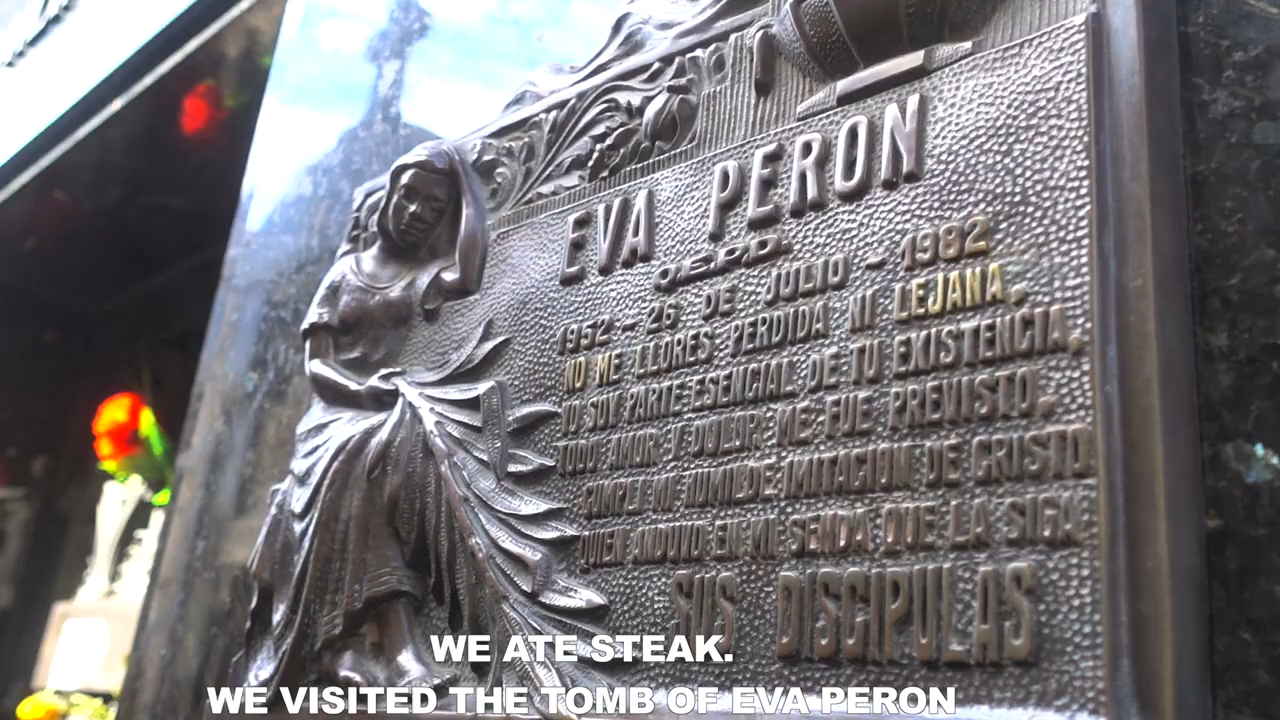 EVA PERON
Q.E.P.D.
1952 - 26 DE JULIO - 1982
NO ME LLORES PERDIDA NI LEJANA,
YO SOY PARTE ESENCIAL DE TU EXISTENCIA,
TODO AMOR Y DOLOR ME FUE PREVISTO,
CUMPLI MI HUMILDE IMITACION DE CRISTO
QUIEN ANDUVO EN MI SENDA QUE LA SIGA
SUS DISCIPULAS
WE ATE STEAK.
WE VISITED THE TOMB OF EVA PERON